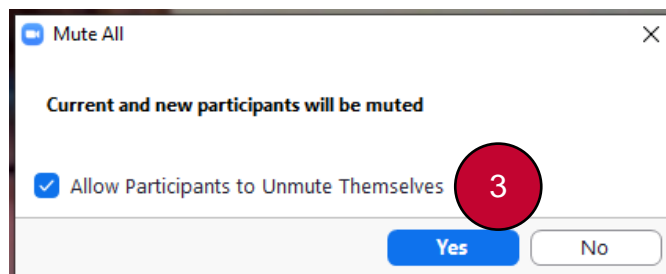 Mute All
Current and new participants will be muted
Allow Participants to Unmute Themselves 3
Yes No